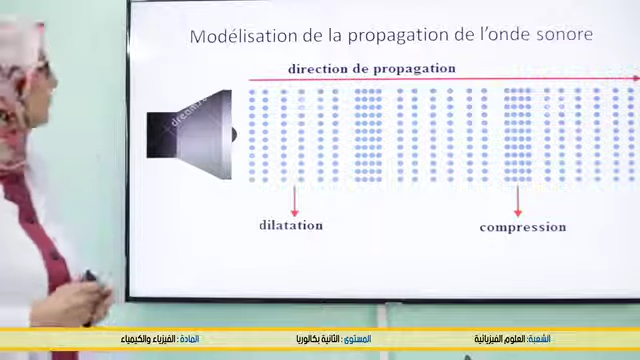 Modélisation de la propagation de l'onde sonore
direction de propagation
dilatation
compression
الشعبة: العلوم الفيزيائية
المستوى: الثانية بكالوريا
المادة: الفيزياء والكيمياء